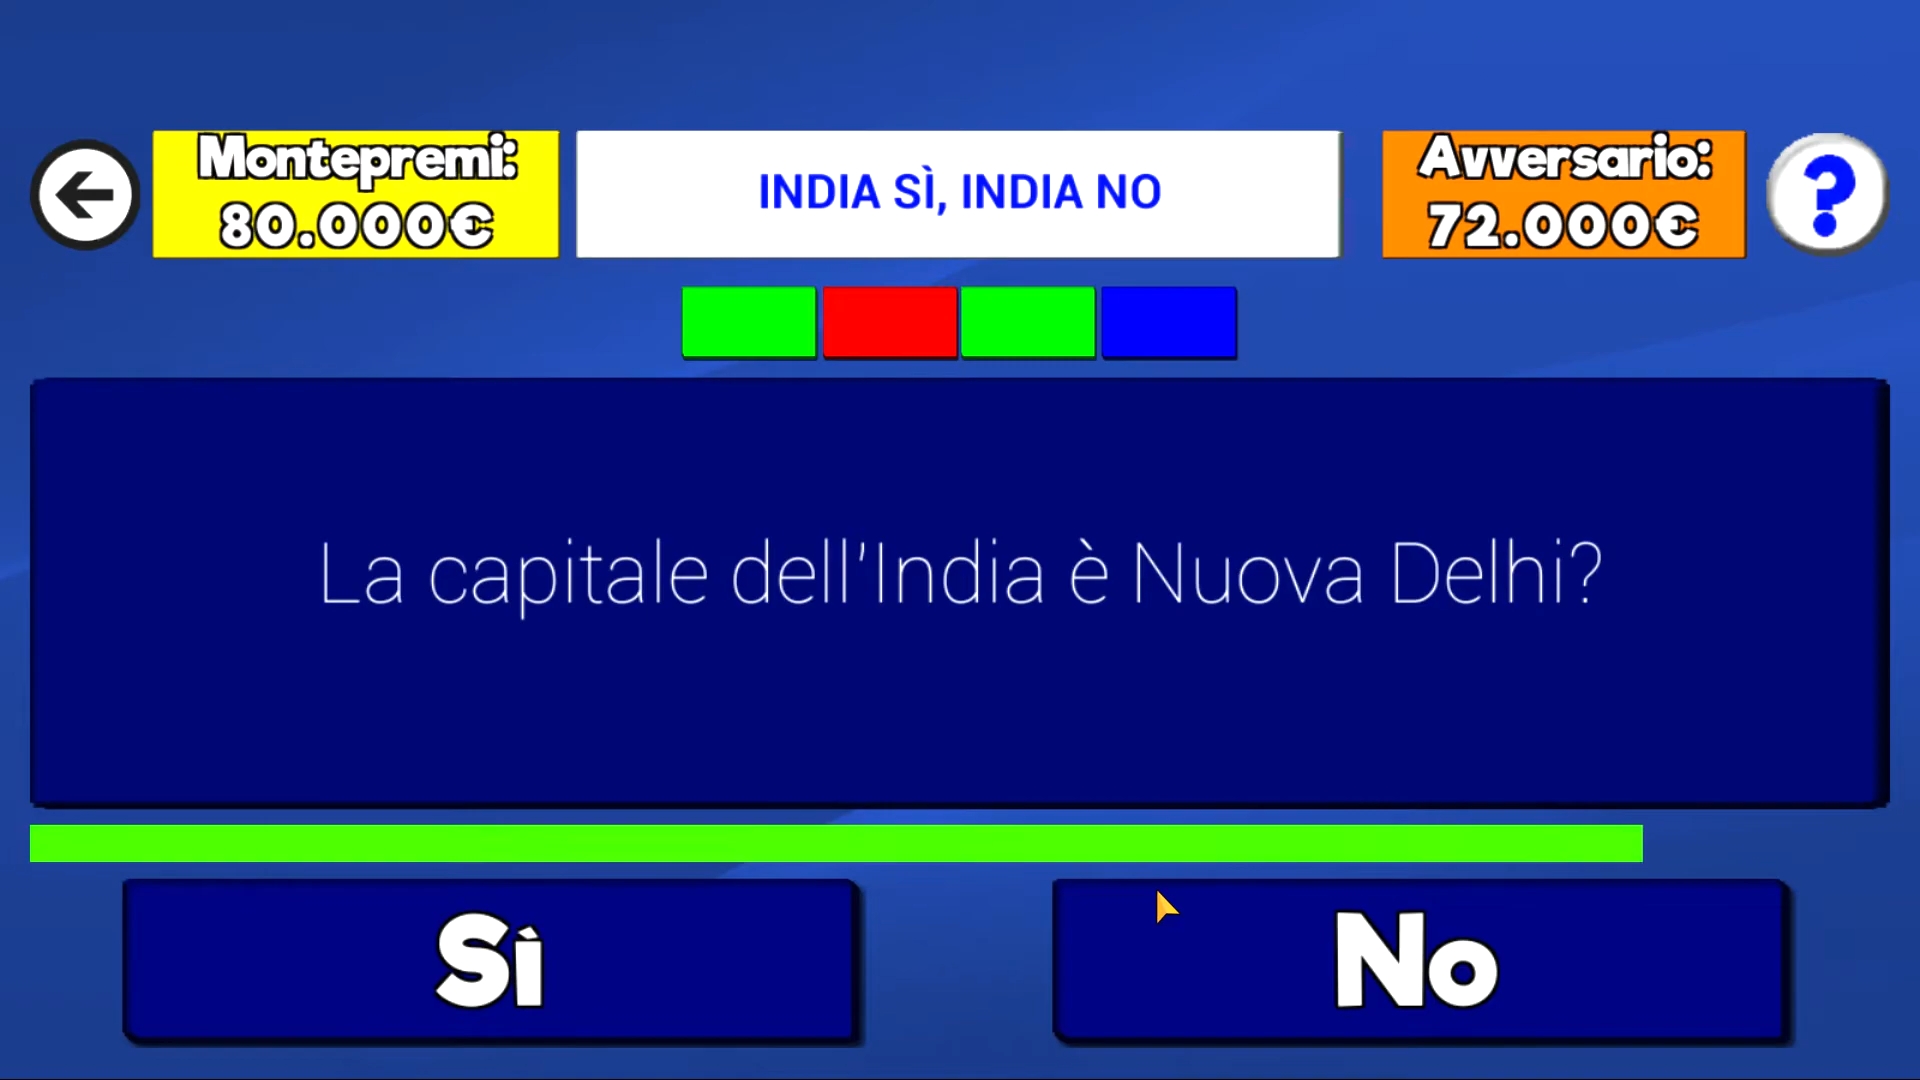 Montepremi:
80.000€
INDIA SÌ, INDIA NO
Avversario:
72.000€
?
La capitale dell'India è Nuova Delhi?
Sì
No